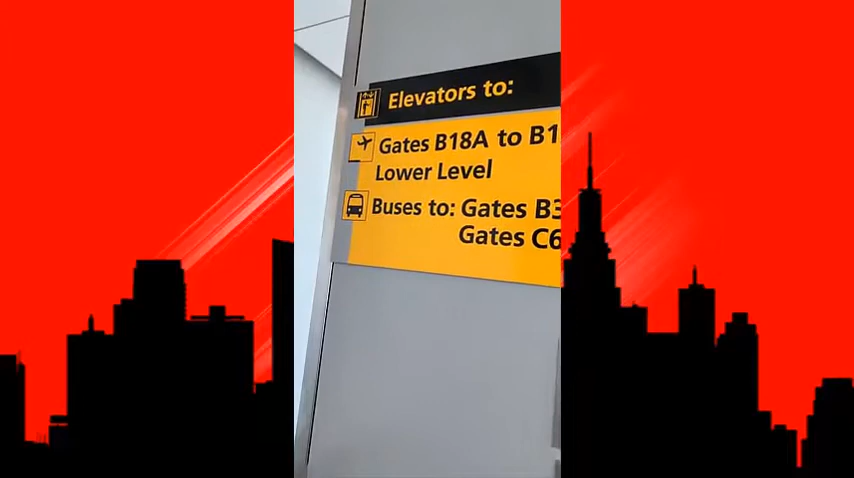 Elevators to:
Gates B18A to B1
Lower Level
Buses to: Gates B3
Gates C6